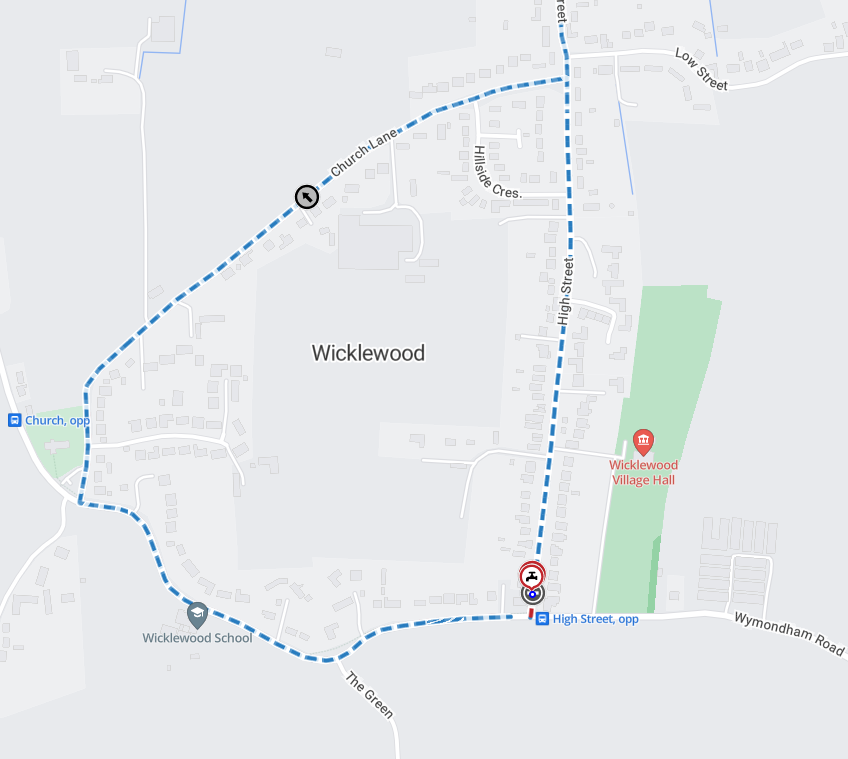 reet
Low Street
Church Lane
Hillside Cres.
High Street
Wicklewood
Church, opp
Wicklewood
Village Hall
High Street, opp
Wymondham Road
Wicklewood School
The Green